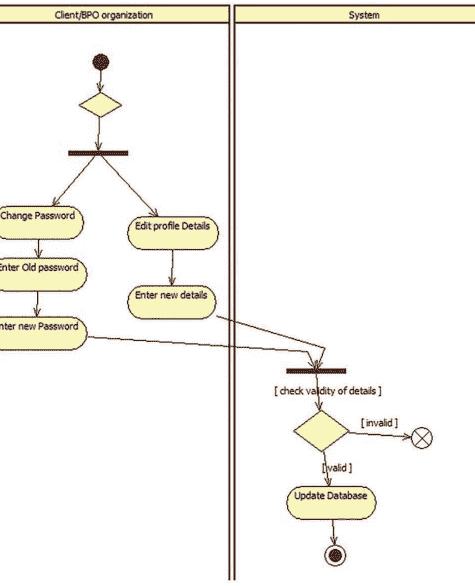 Client/BPO organization
System
Change Password
Edit profile Details
Enter Old password
Enter new details
nter new Password
[ check validity of details ]
[ invalid ]
[ valid ]
Update Database